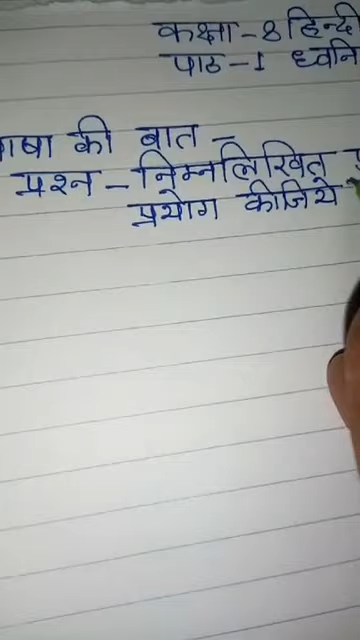 कक्षा-8 हिन्दी
पाठ-1 ध्वनि
भाषा की बात -
प्रश्न - निम्नलिखित
प्रयोग कीजिये